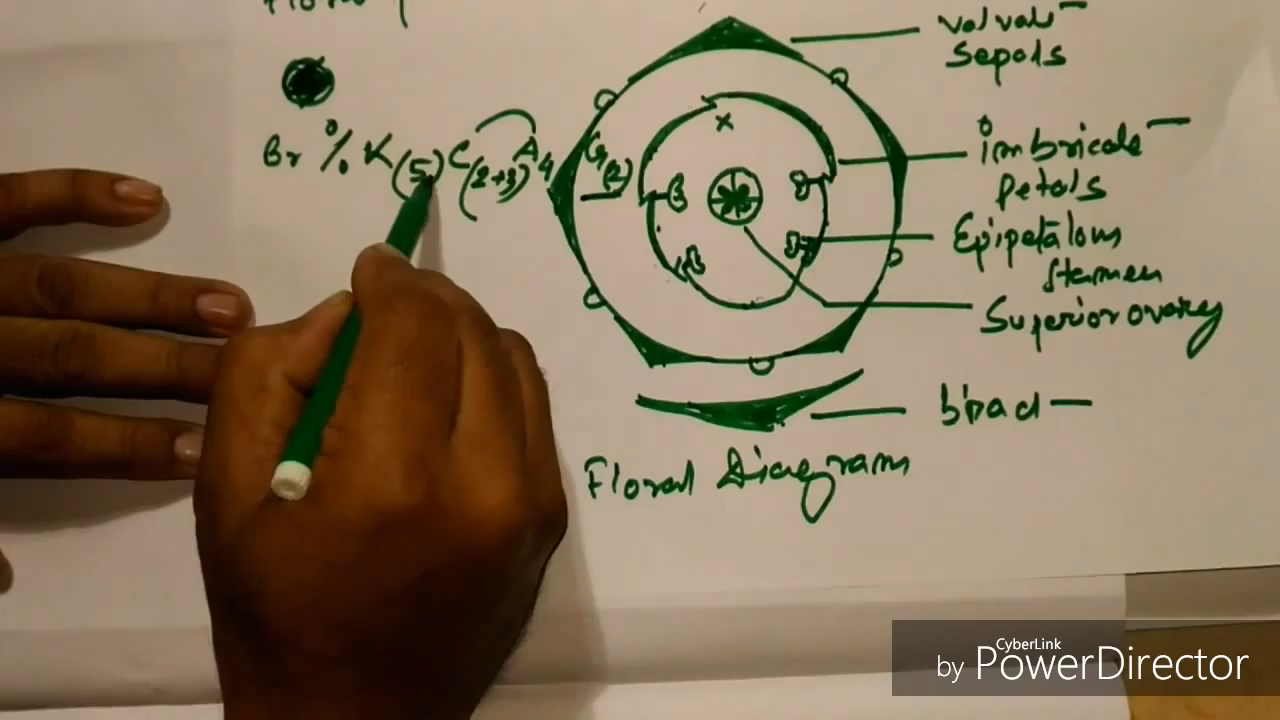 Floral
Br % K(5) C(2+3) A4 G(2)
valvate
Sepals
imbricate
petals
Epipetalous
stamen
Superior ovary
bract
Floral Diagram
CyberLink
by PowerDirector